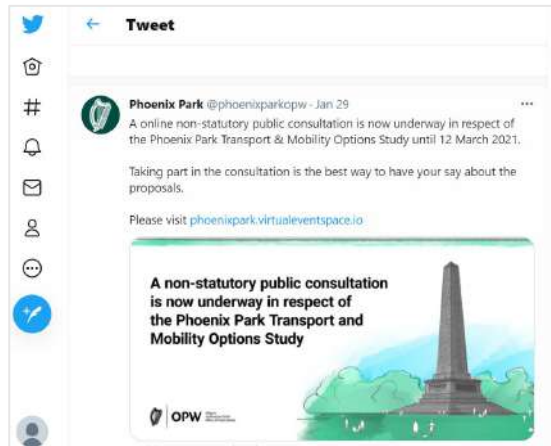 Tweet
Phoenix Park @phoenixparkopw · Jan 29
A online non-statutory public consultation is now underway in respect of
the Phoenix Park Transport & Mobility Options Study until 12 March 2021.
Taking part in the consultation is the best way to have your say about the
proposals.
Please visit phoenixpark.virtualeventspace.io
A non-statutory public consultation
is now underway in respect of
the Phoenix Park Transport and
Mobility Options Study
OPW